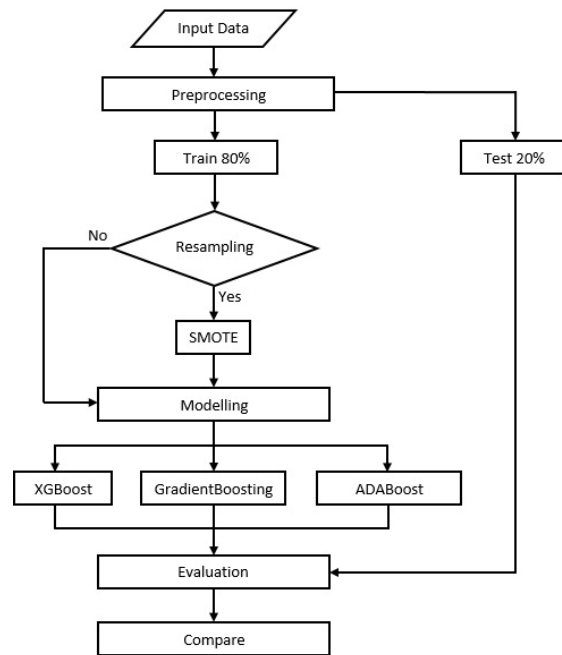 Input Data
Preprocessing
Train 80%
Test 20%
No
Resampling
Yes
SMOTE
Modelling
XGBoost
GradientBoosting
ADABoost
Evaluation
Compare